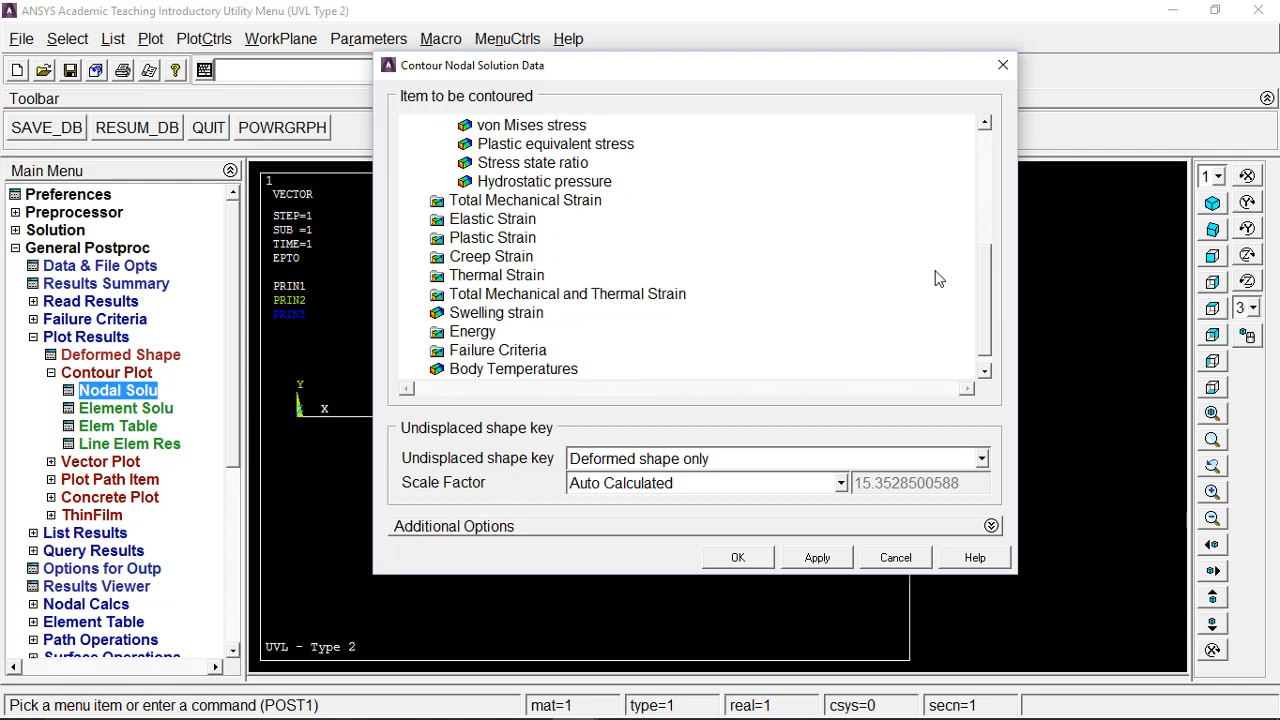 ANSYS Academic Teaching Introductory Utility Menu (UVL Type 2)
File Select List Plot PlotCtrls WorkPlane Parameters Macro MenuCtrls Help
Toolbar
SAVE_DB RESUM_DB QUIT POWRGRPH
Main Menu
Preferences
Preprocessor
Solution
General Postproc
Data & File Opts
Results Summary
Read Results
Failure Criteria
Plot Results
Deformed Shape
Contour Plot
Nodal Solu
Element Solu
Elem Table
Line Elem Res
Vector Plot
Plot Path Item
Concrete Plot
ThinFilm
List Results
Query Results
Options for Outp
Results Viewer
Nodal Calcs
Element Table
Path Operations
Surface Operations
1
VECTOR
STEP=1
SUB =1
TIME=1
EPTO
PRIN1
PRIN2
PRIN3
Y
X
UVL - Type 2
Contour Nodal Solution Data
Item to be contoured
von Mises stress
Plastic equivalent stress
Stress state ratio
Hydrostatic pressure
Total Mechanical Strain
Elastic Strain
Plastic Strain
Creep Strain
Thermal Strain
Total Mechanical and Thermal Strain
Swelling strain
Energy
Failure Criteria
Body Temperatures
Undisplaced shape key
Undisplaced shape key Deformed shape only
Scale Factor Auto Calculated 15.3528500588
Additional Options
OK Apply Cancel Help
1
3
Pick a menu item or enter a command (POST1) mat=1 type=1 real=1 csys=0 secn=1